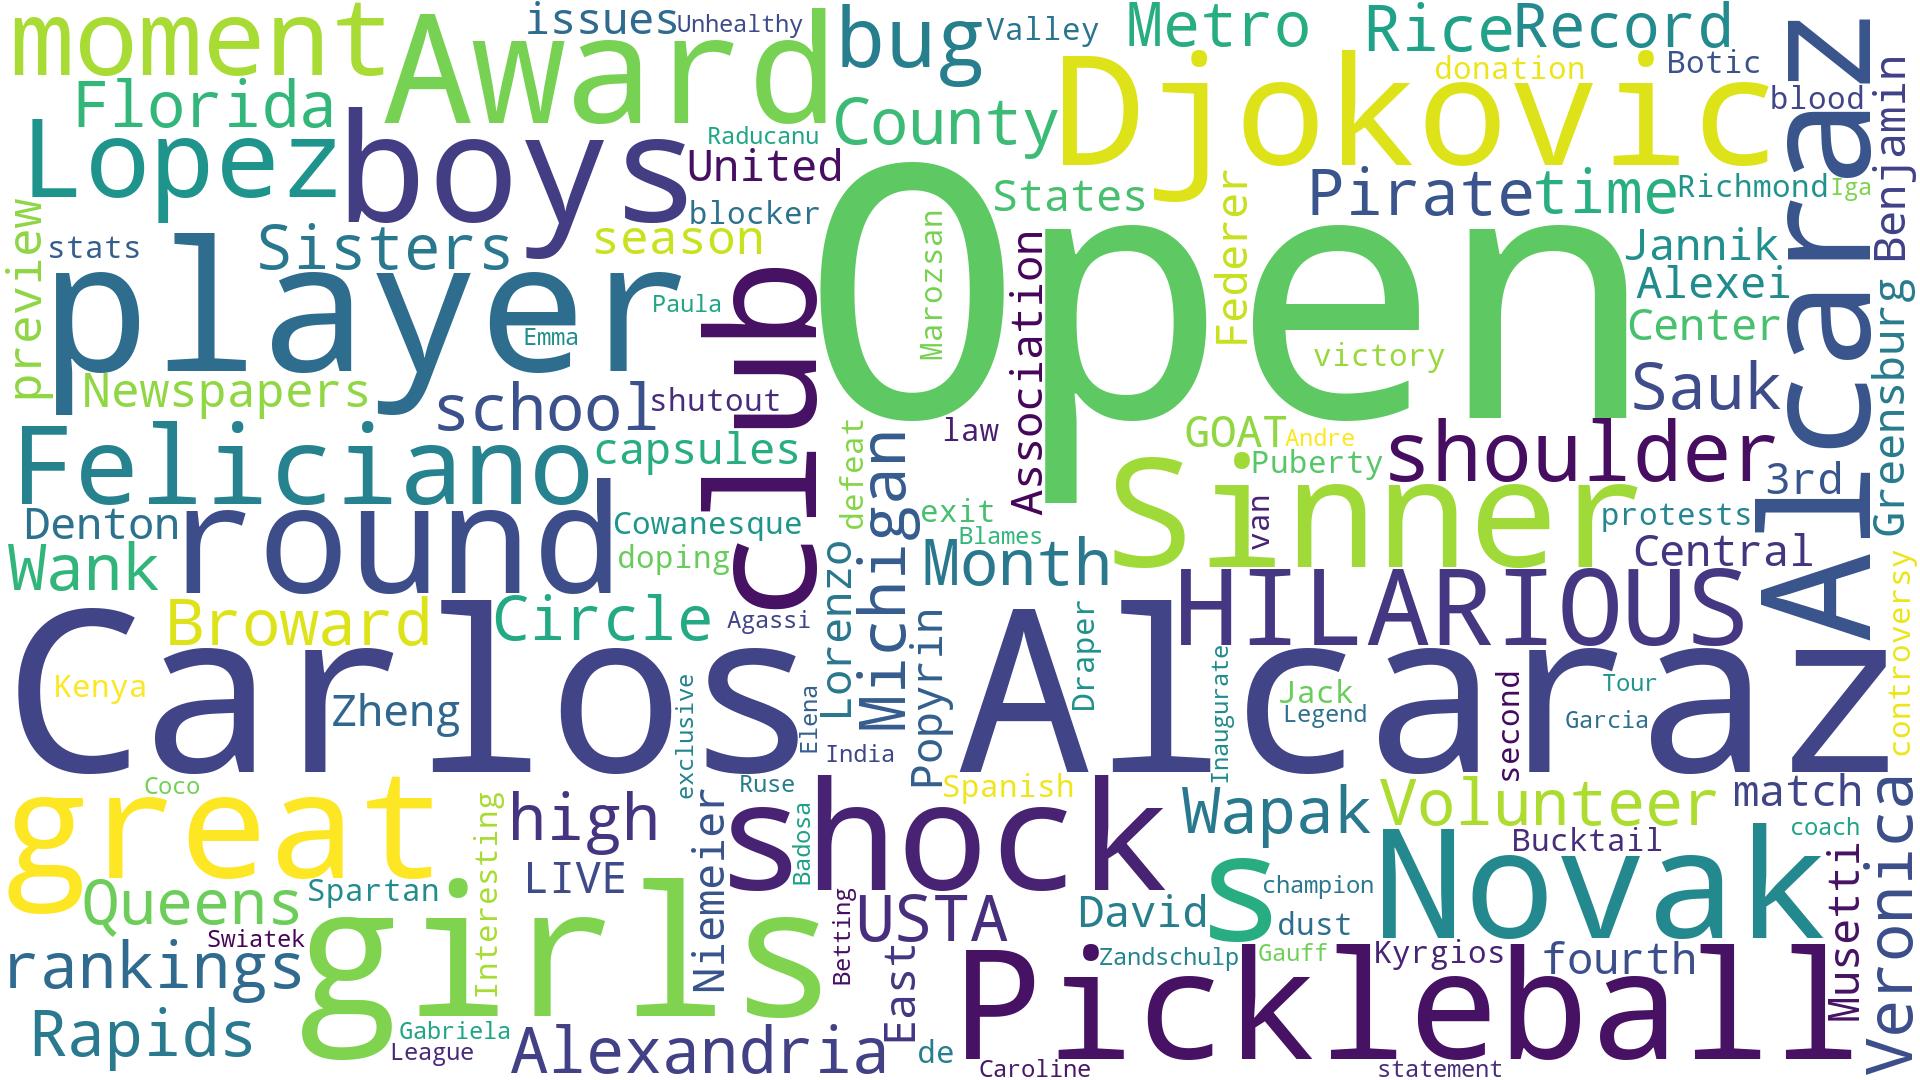 moment
Award
issues
Unhealthy
bug
Valley
Metro
Rice
Record
Florida
Lopez
boys
Raducanu
United
County
Djokovic
donation
Botic
blood
Alcaraz
Benjamin
blocker
States
Pirate
time
Richmond
Iga
preview
stats
Sisters
season
player
Emma
Paula
club
Open
Marozsan
Association
Federer
victory
Jannik
Alexei
Center
Greensburg
Newspapers
school
shutout
Sauk
Feliciano
capsules
defeat
Michigan
law
GOAT
Andre
Puberty
shoulder
Sinner
3rd
Denton
round
Cowanesque
exit
Blames
van
protests
Wank
doping
Month
Central
controversy
Broward
Circle
Agassi
Lorenzo
Popyrin
Draper
HILARIOUS
Carlos Alcaraz
Kenya
Zheng
exclusive
Elena
India
Inaugurate
Jack
Legend
second
Tour
Garcia
Coco
great
high
Ruse
shock
Spanish
Wapak
Volunteer
match
Veronica
Interesting
Niemeier
Badosa
Bucktail
coach
Queens
Spartan
LIVE
girls
Betting
USTA
David
s
champion
dust
Novak
Musetti
Swiatek
rankings
East
Zandschulp
Gauff
Kyrgios
fourth
Rapids
Gabriela
League
Alexandria
de
Pickleball
Caroline
statement